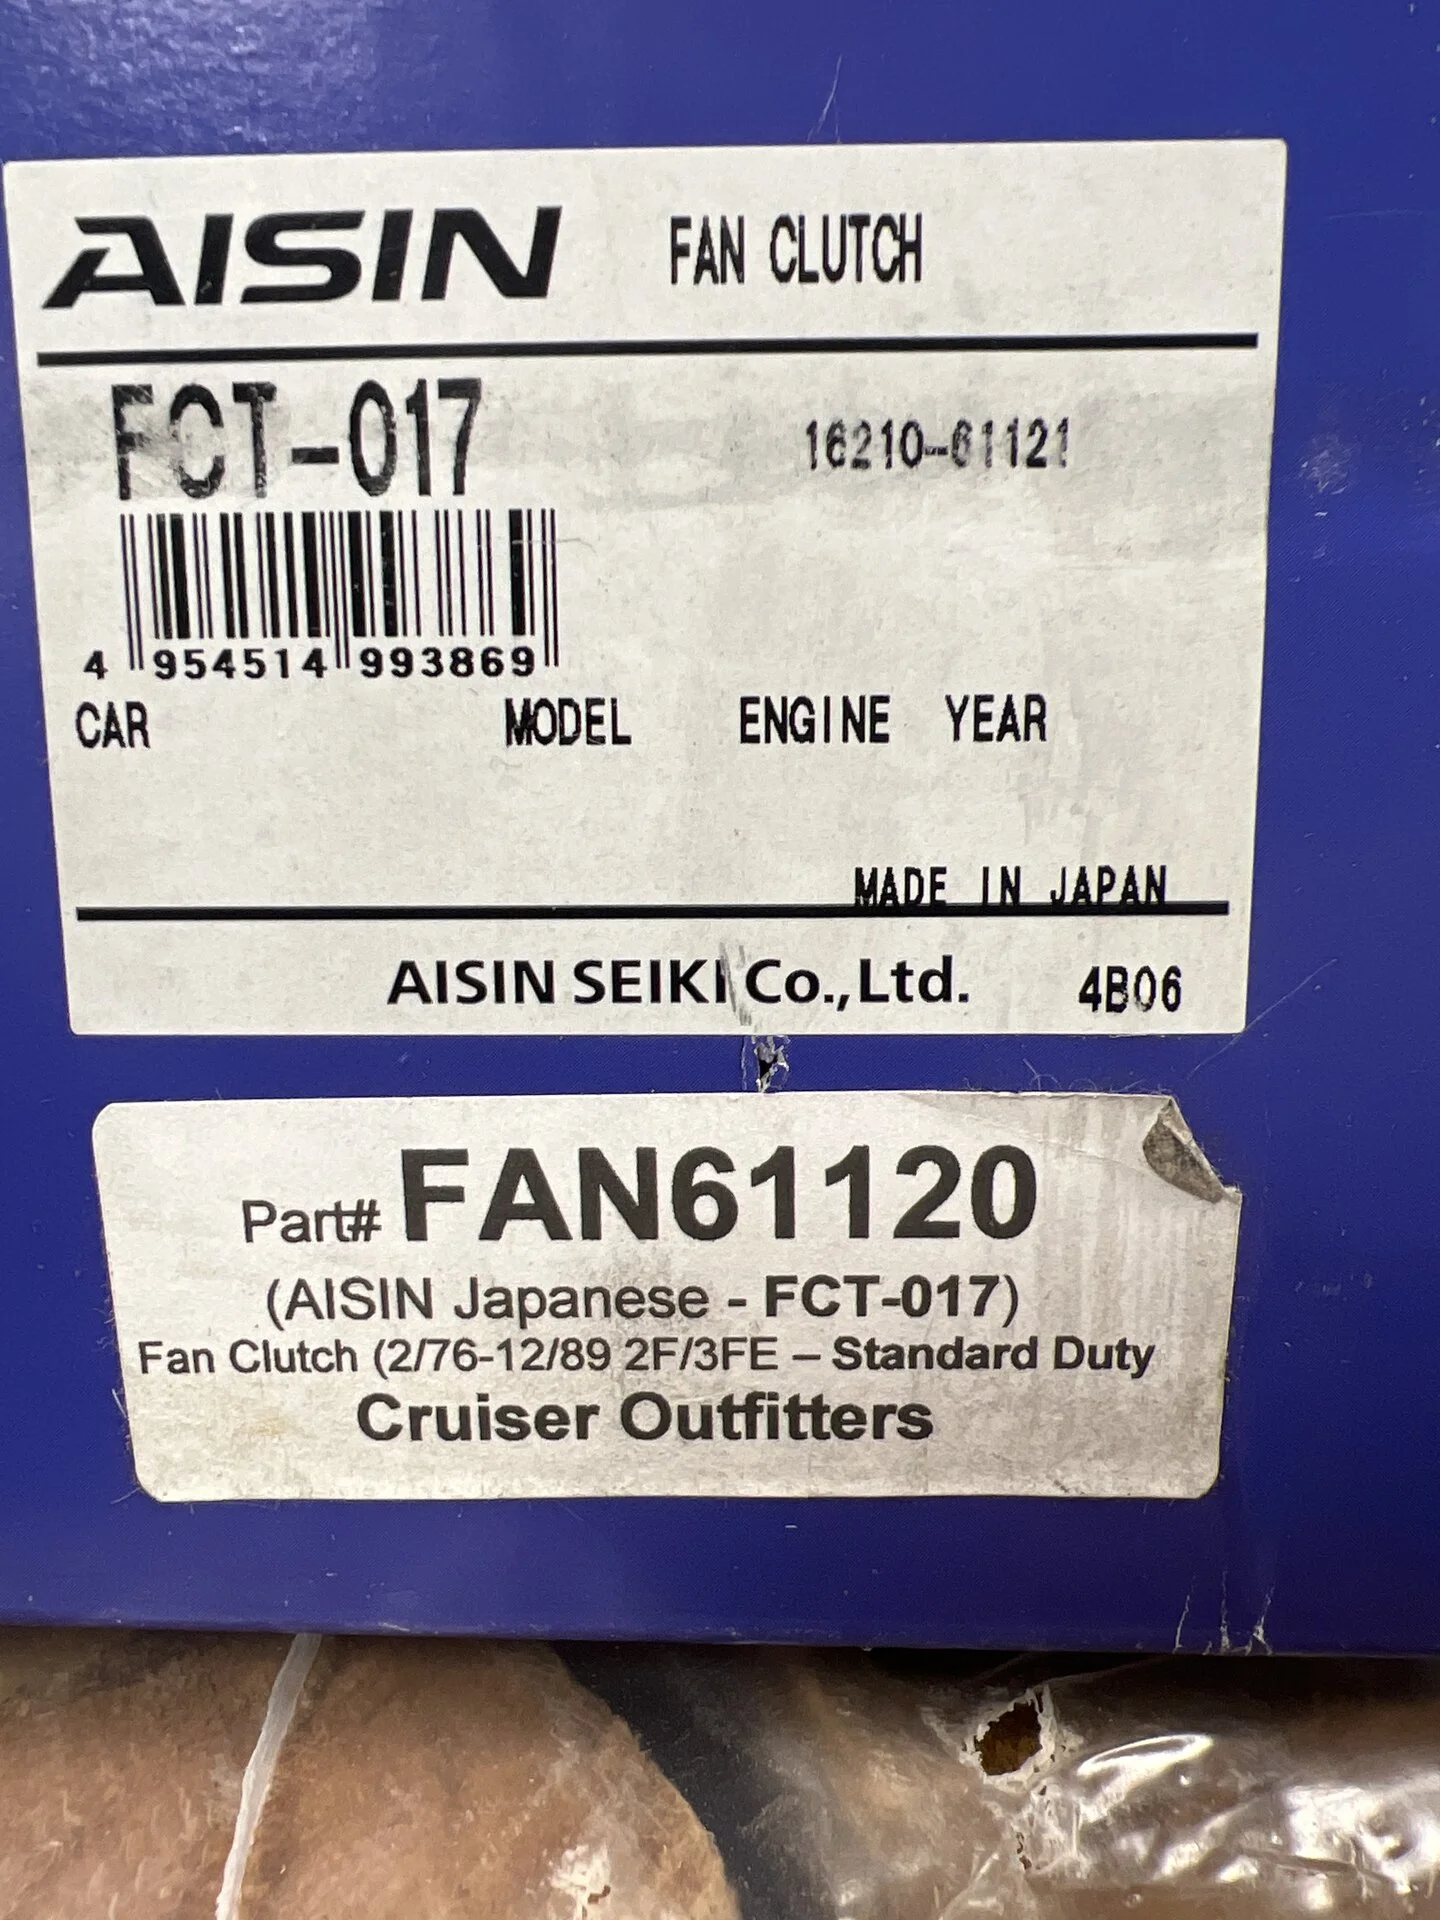 AISIN FAN CLUTCH
FCT-017 16210-61121
4 954514 993869
CAR MODEL ENGINE YEAR
MADE IN JAPAN
AISIN SEIKI Co.,Ltd. 4B06
Part# FAN61120
(AISIN Japanese - FCT-017)
Fan Clutch (2/76-12/89 2F/3FE – Standard Duty
Cruiser Outfitters